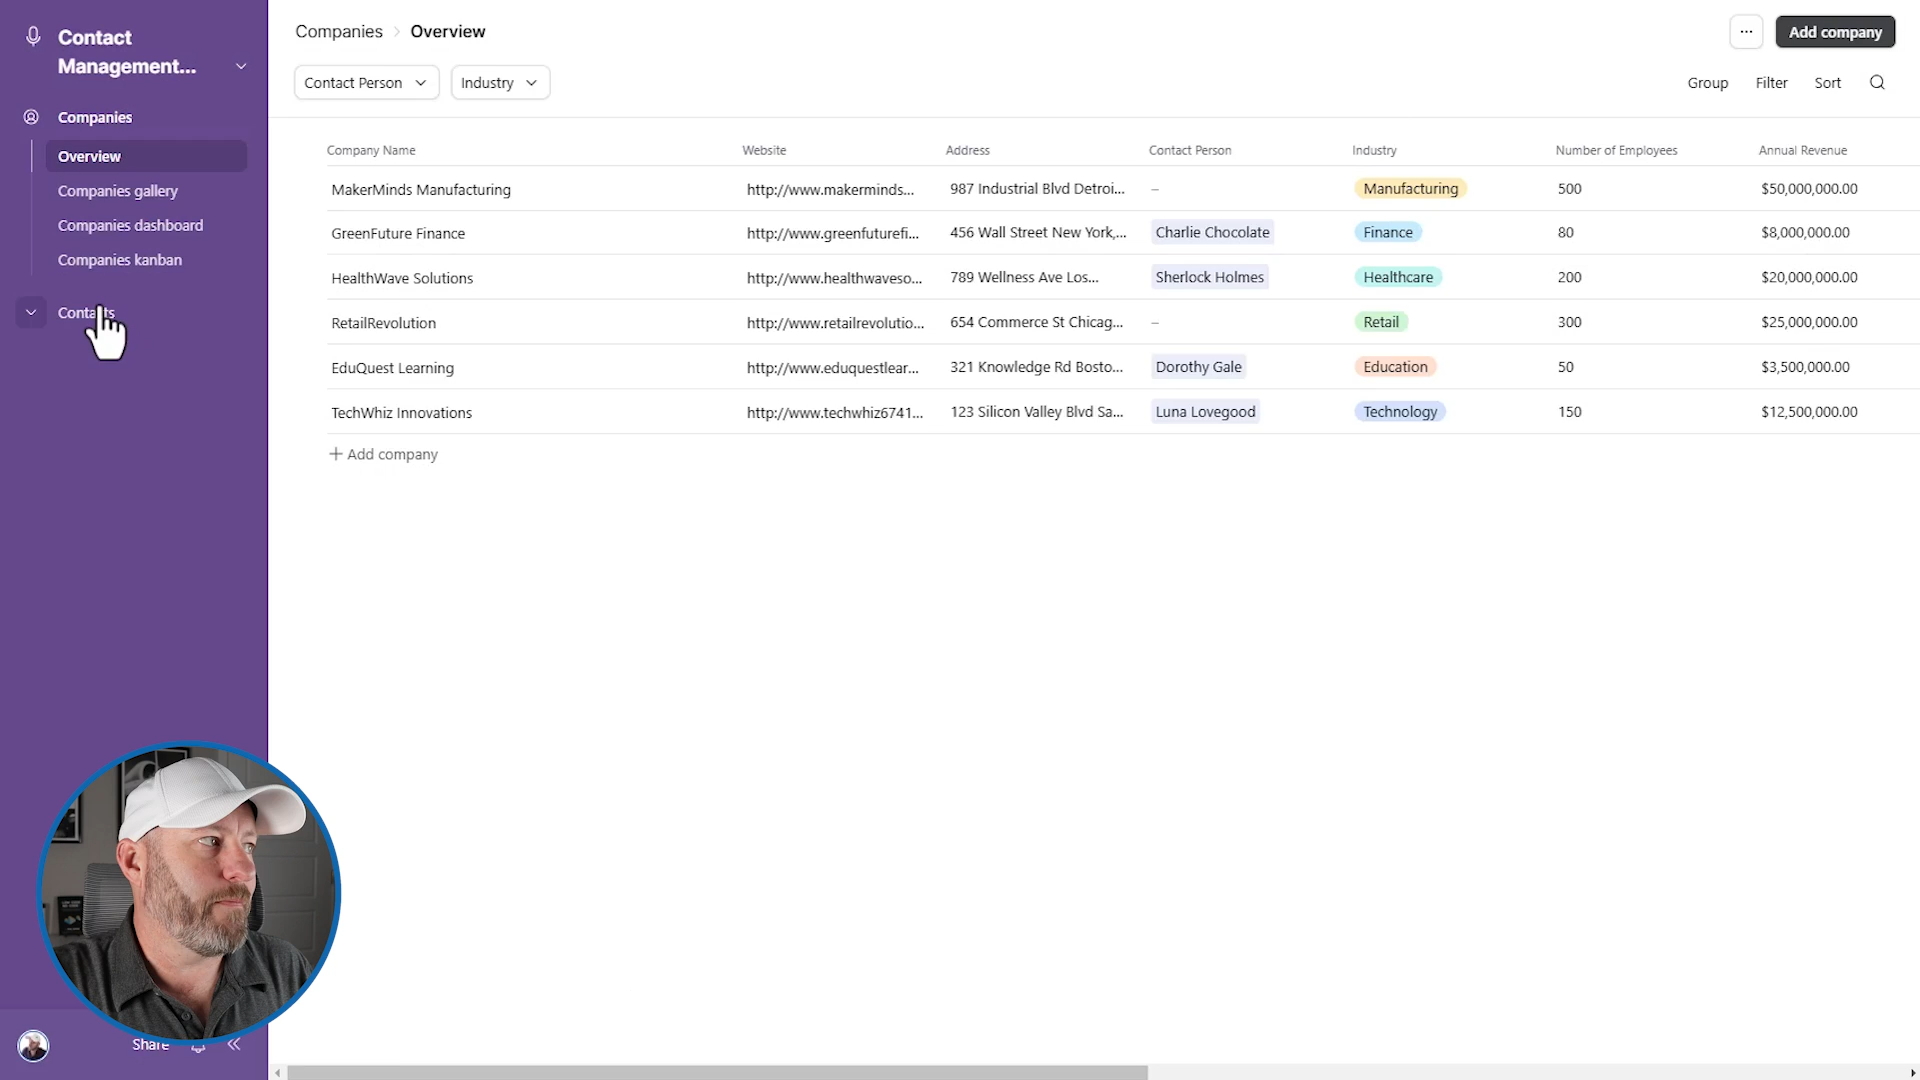 Contact
Management...
Companies
Overview
Companies gallery
Companies dashboard
Companies kanban
Contacts
Share
Companies > Overview
Add company
Contact Person
Industry
Group Filter Sort
Company Name Website Address Contact Person Industry Number of Employees Annual Revenue
MakerMinds Manufacturing http://www.makerminds... 987 Industrial Blvd Detroi... – Manufacturing 500 $50,000,000.00
GreenFuture Finance http://www.greenfuturefi... 456 Wall Street New York,... Charlie Chocolate Finance 80 $8,000,000.00
HealthWave Solutions http://www.healthwaveso... 789 Wellness Ave Los... Sherlock Holmes Healthcare 200 $20,000,000.00
RetailRevolution http://www.retailrevolutio... 654 Commerce St Chicag... – Retail 300 $25,000,000.00
EduQuest Learning http://www.eduquestlear... 321 Knowledge Rd Bosto... Dorothy Gale Education 50 $3,500,000.00
TechWhiz Innovations http://www.techwhiz6741... 123 Silicon Valley Blvd Sa... Luna Lovegood Technology 150 $12,500,000.00
+ Add company